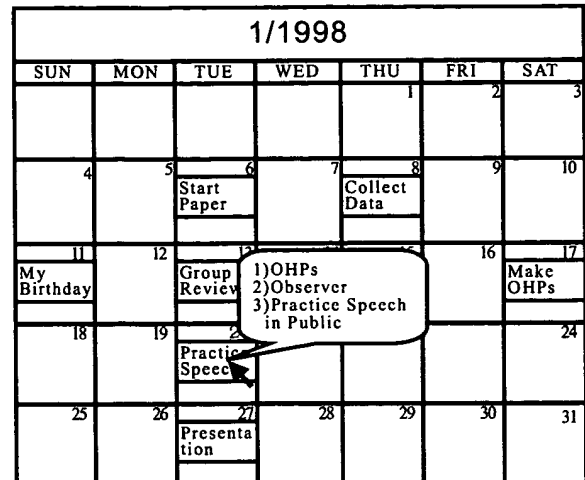 1/1998
SUN MON TUE WED THU FRI SAT
1 2 3
4 5 6 7 8 9 10
Start Paper
Collect Data
11 12 16 17
My Birthday
Group Review
1)OHPs
2)Observer
3)Practice Speech
in Public
Make OHPs
18 19 24
Practice
Speec
25 26 27 28 29 30 31
Presenta
tion